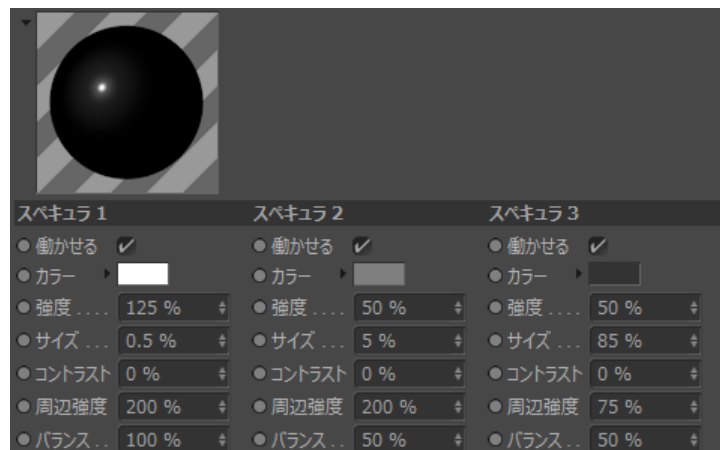 スペキュラ 1 スペキュラ 2 スペキュラ 3
働かせる 働かせる 働かせる
カラー カラー カラー
強度 . . . . 125 % 強度 . . . . 50 % 強度 . . . . 50 %
サイズ . . . 0.5 % サイズ . . . 5 % サイズ . . . 85 %
コントラスト 0 % コントラスト 0 % コントラスト 0 %
周辺強度 200 % 周辺強度 200 % 周辺強度 75 %
バランス . . 100 % バランス . . 50 % バランス . . 50 %